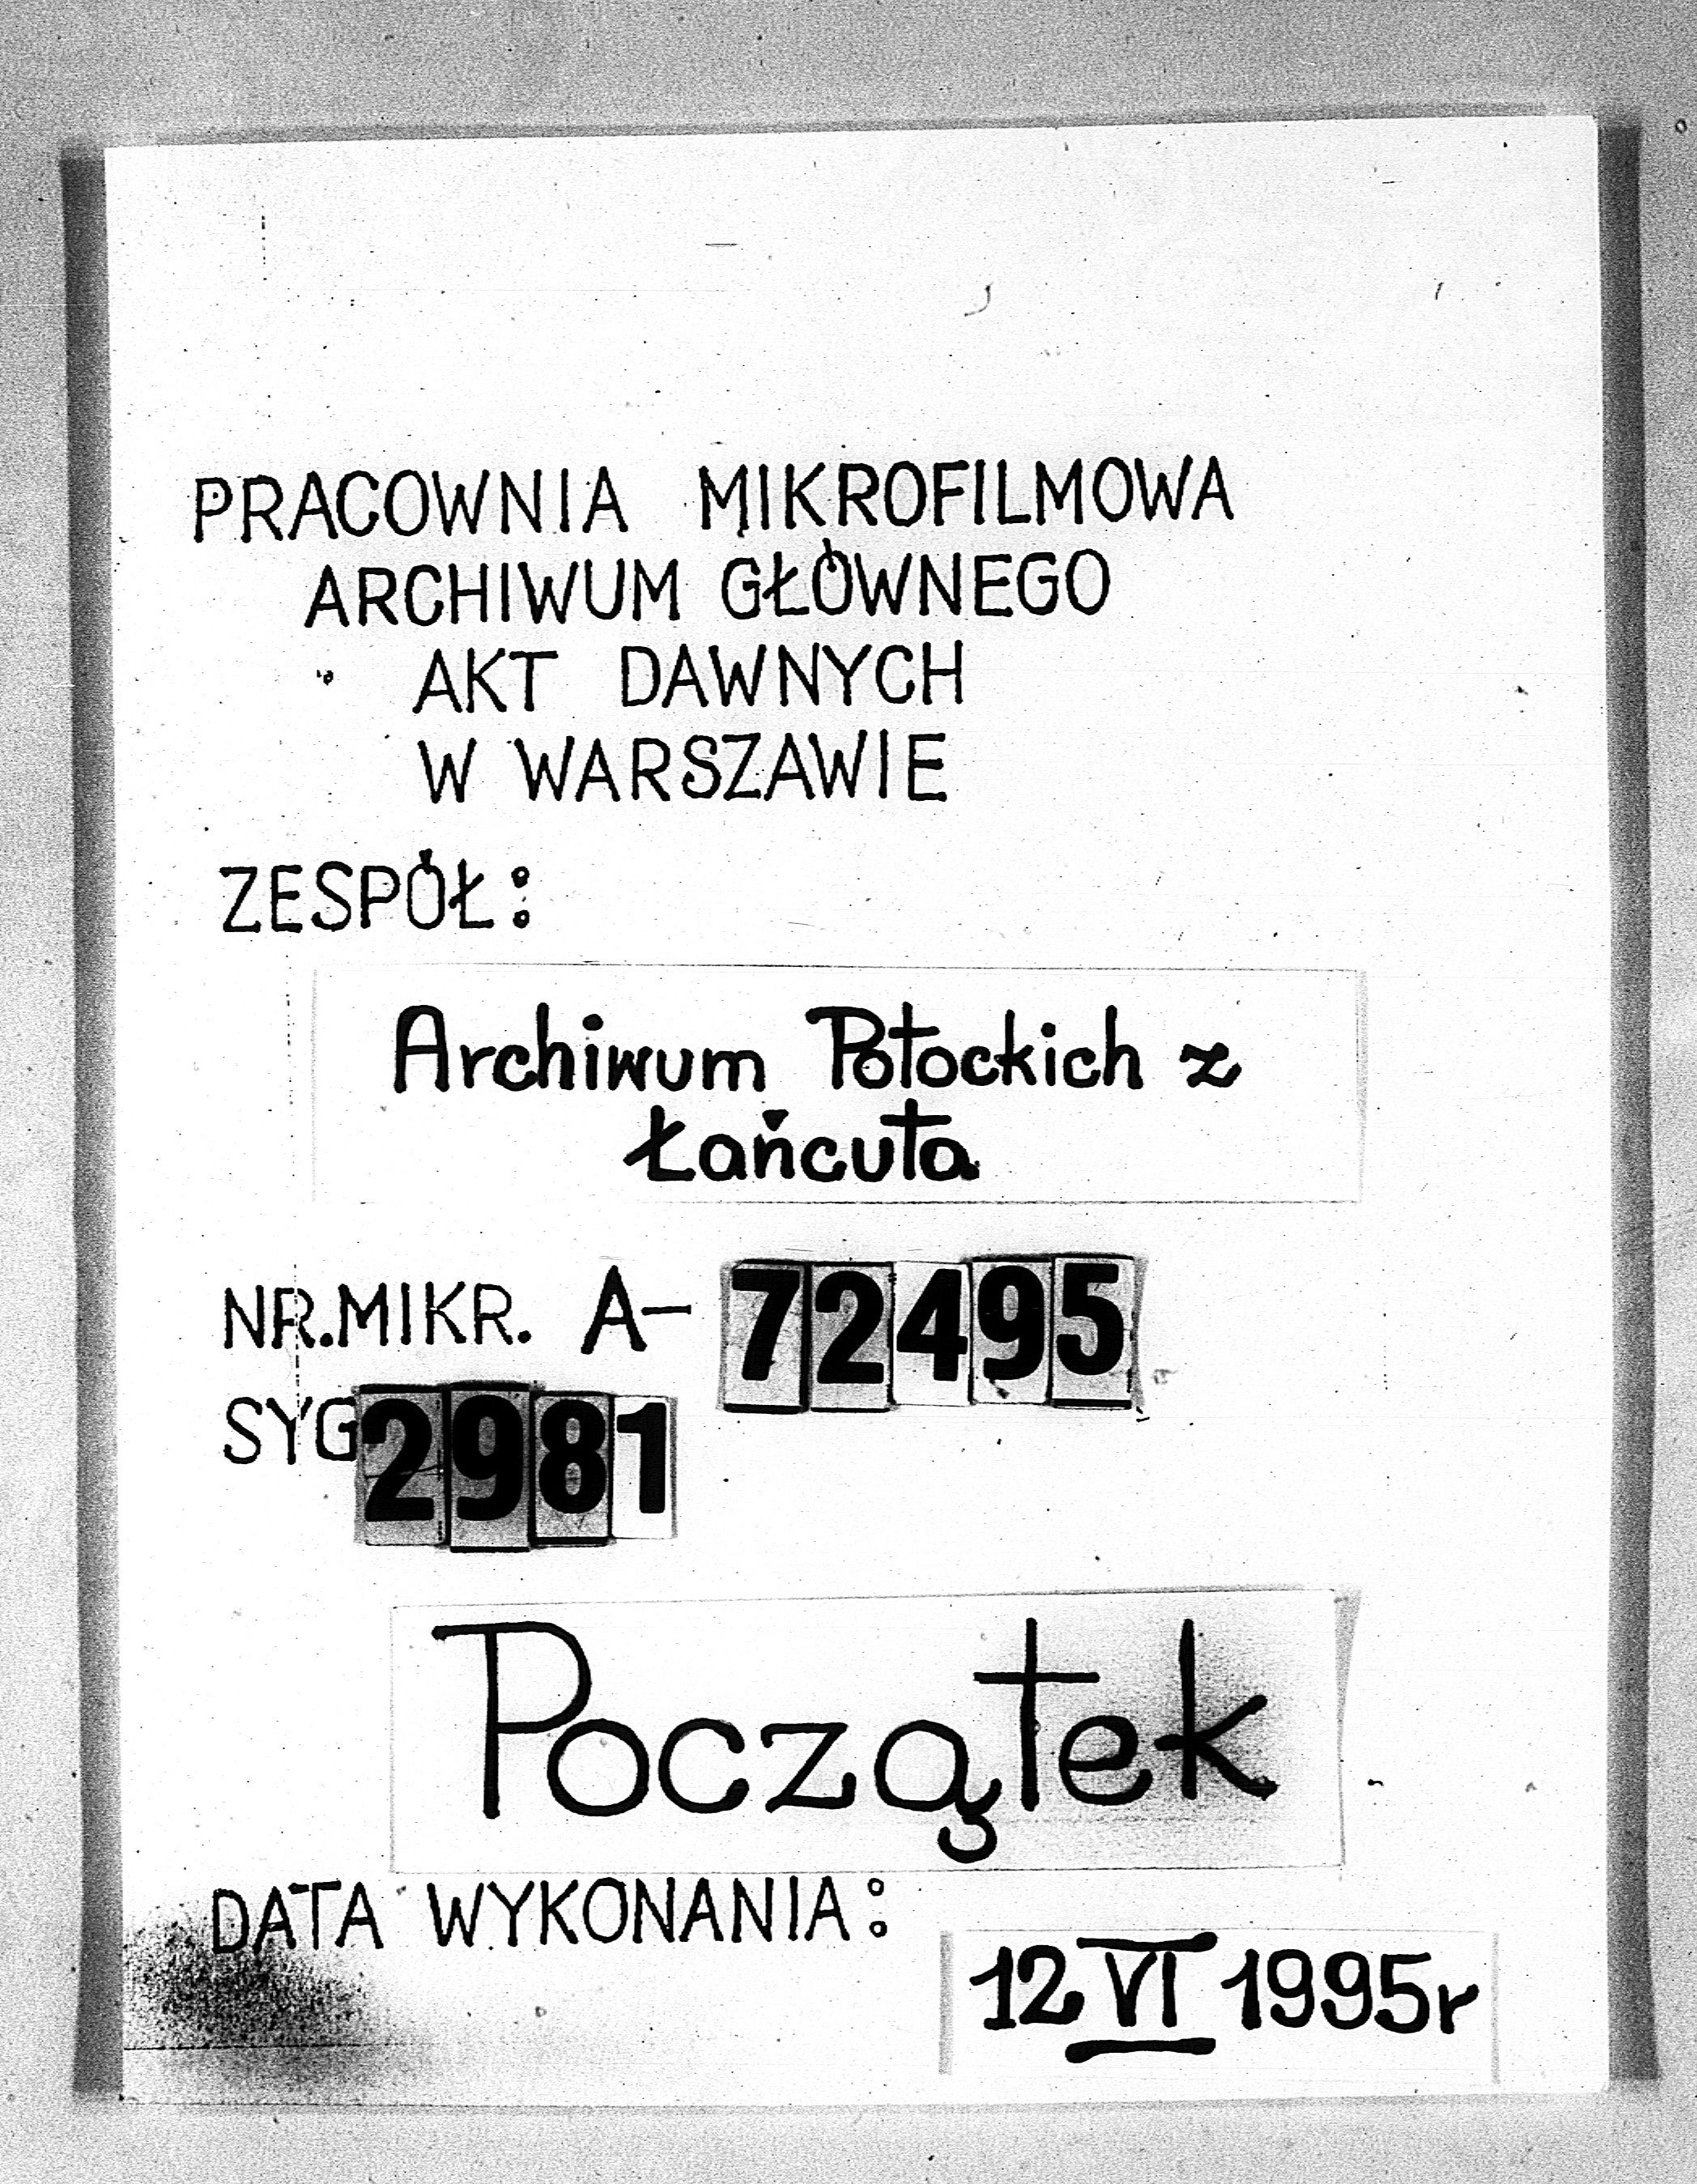 PRACOWNIA MIKROFILMOWA
ARCHIWUM GŁÓWNEGO
AKT DAWNYCH
W WARSZAWIE
ZESPÓŁ:
Archiwum Potockich z
Łańcuta
NR.MIKR. A- 72495
SYG 2981
Początek
DATA WYKONANIA:
12 VI 1995r